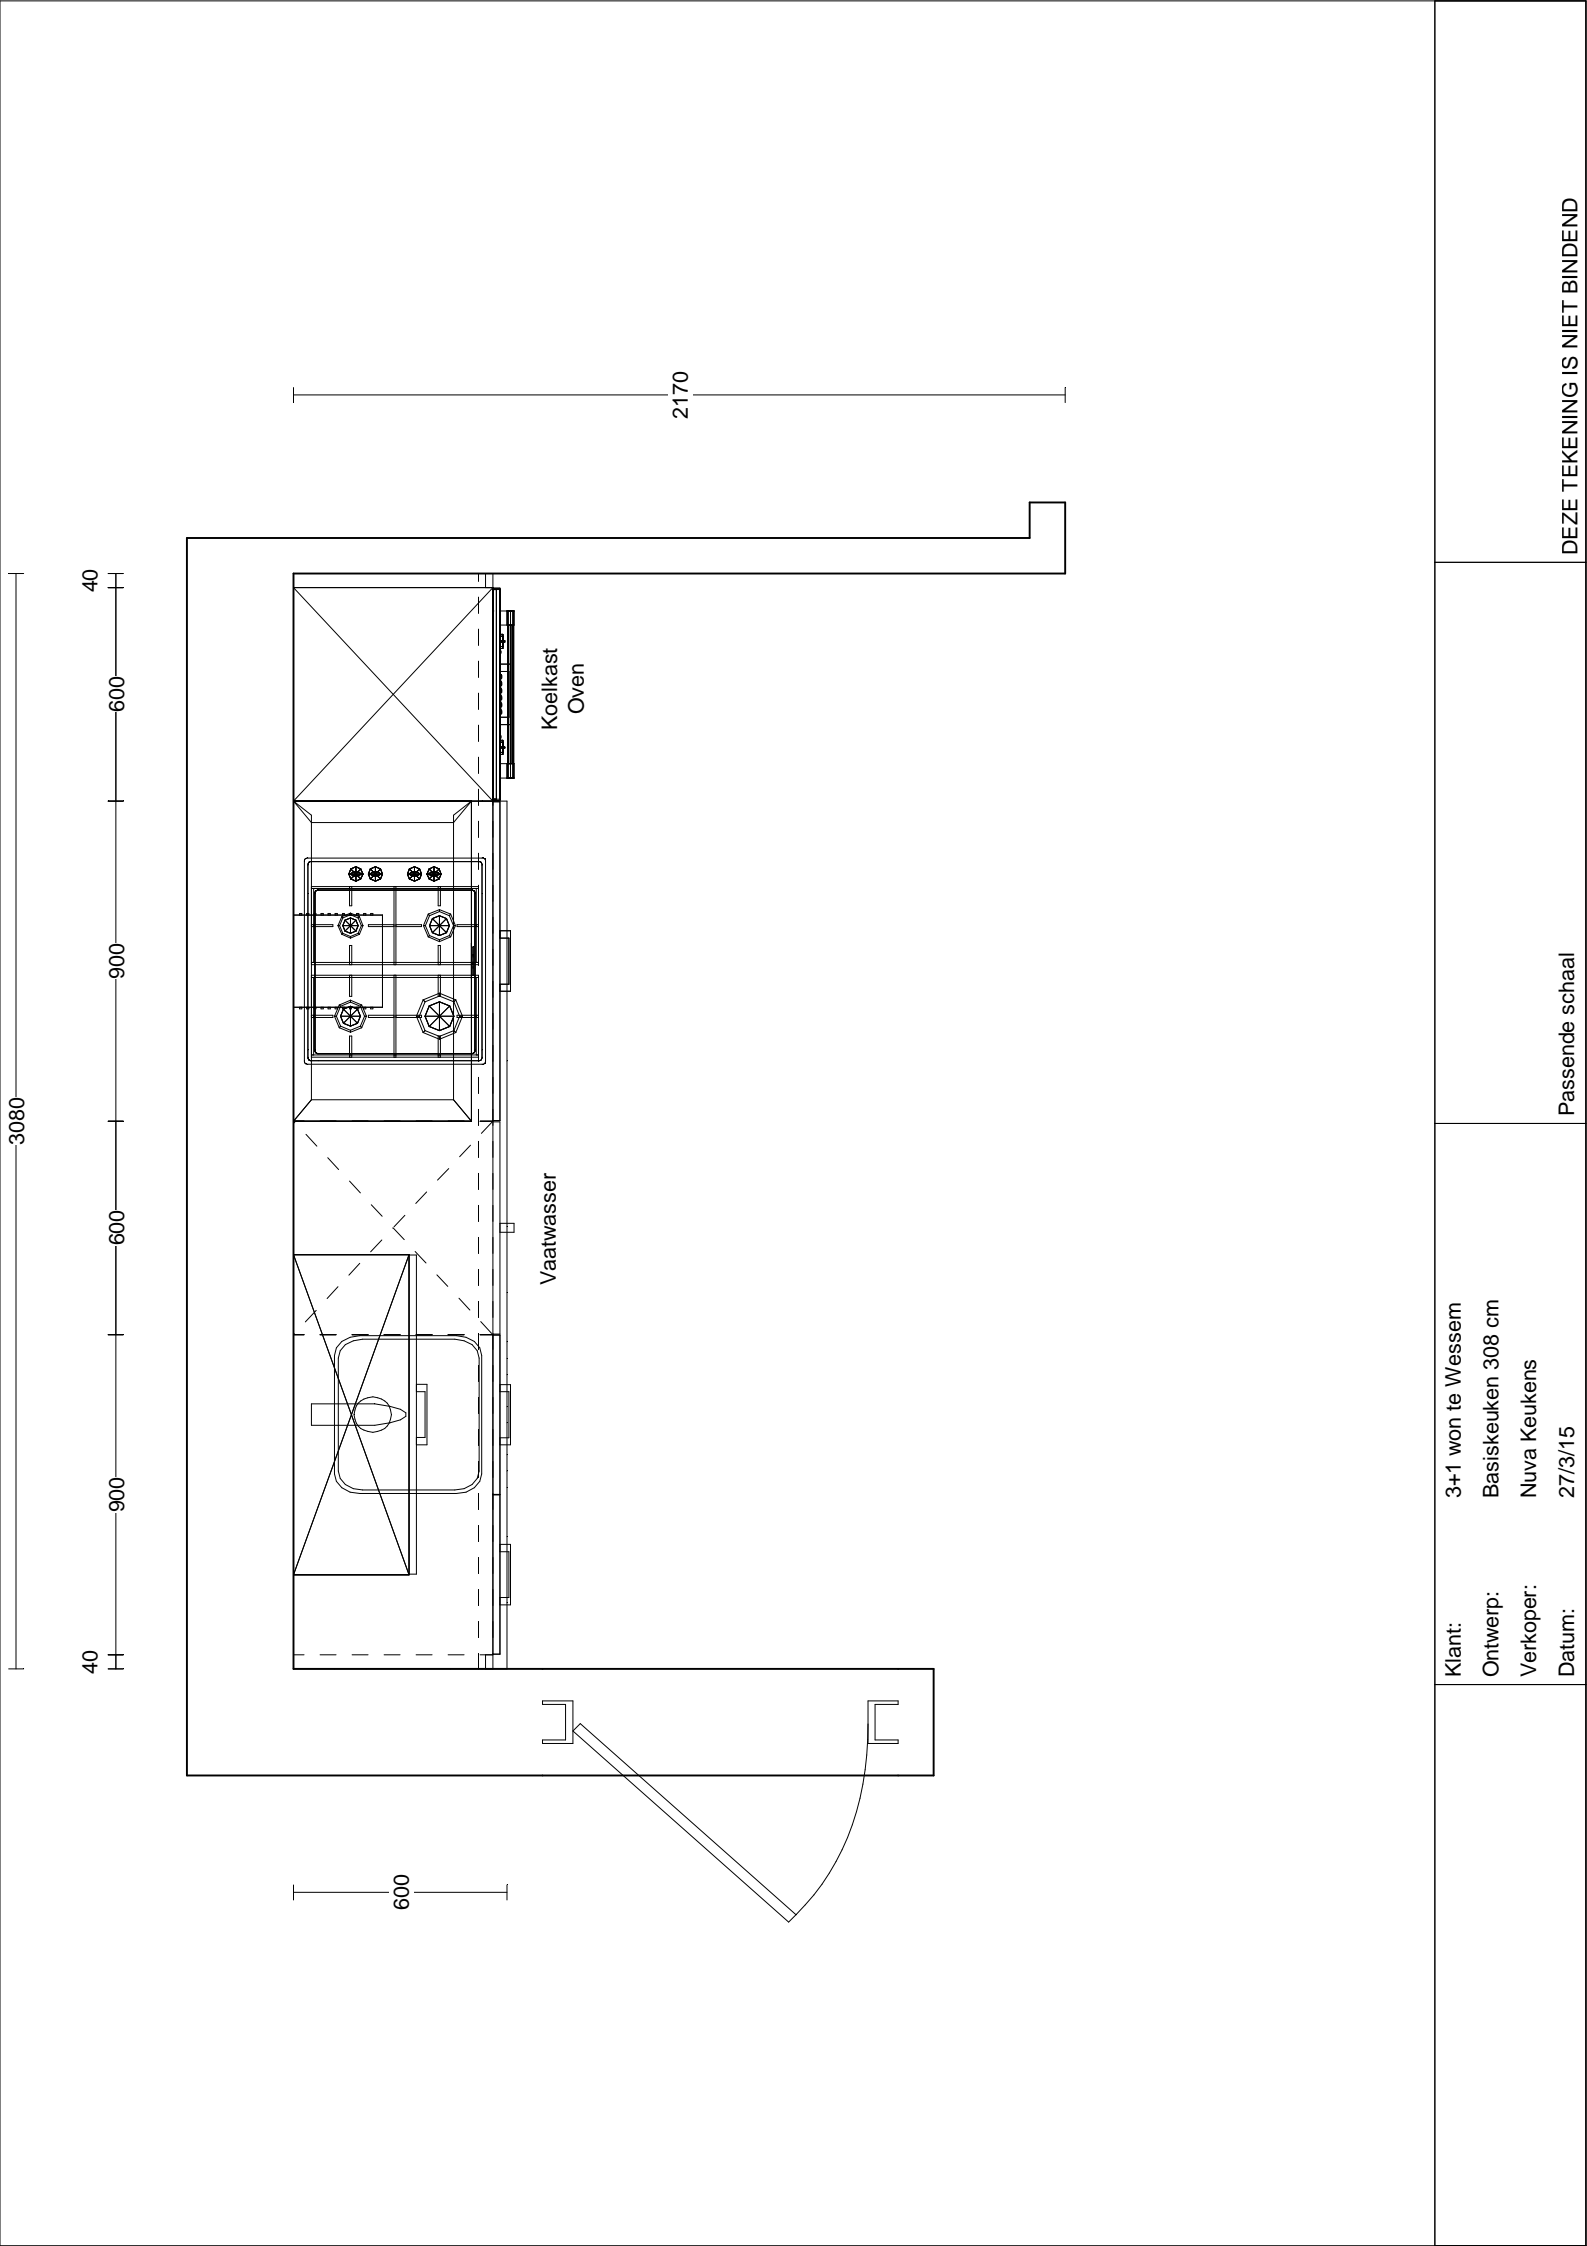 3080
40
900
600
900
600
40
600
2170
Vaatwasser
Koelkast
Oven
Klant: 3+1 won te Wessem
Ontwerp: Basiskeuken 308 cm
Verkoper: Nuva Keukens
Datum: 27/3/15
Passende schaal
DEZE TEKENING IS NIET BINDEND